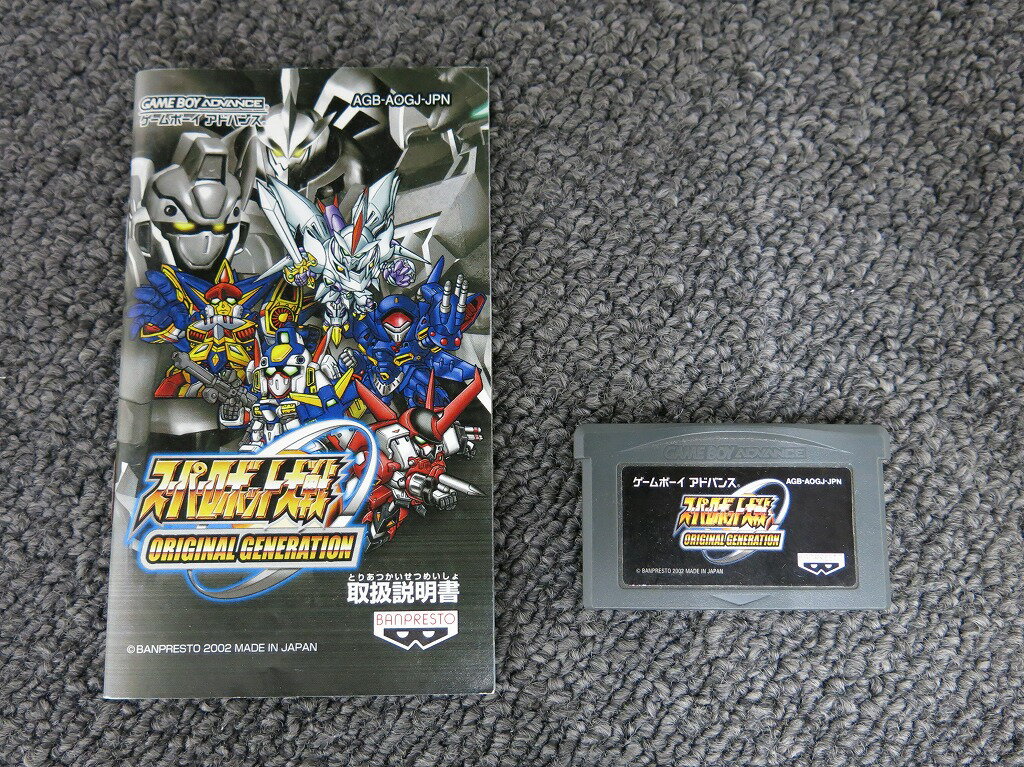 GAME BOY ADVANCE
ゲームボーイ アドバンス
AGB-AOGJ-JPN
スーパーロボット大戦
ORIGINAL GENERATION
とりあつかいせつめいしょ
取扱説明書
BANPRESTO
©BANPRESTO 2002 MADE IN JAPAN
GAME BOY ADVANCE
ゲームボーイ アドバンス
AGB-AOGJ-JPN
スーパーロボット大戦
ORIGINAL GENERATION
© BANPRESTO 2002 MADE IN JAPAN
BANPRESTO